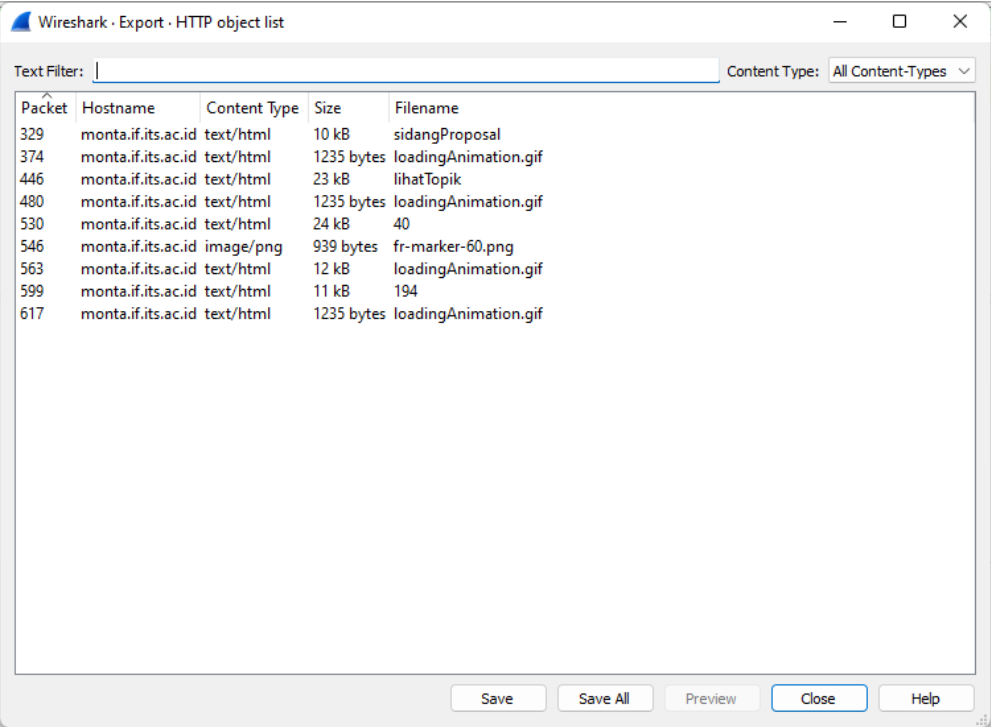 Wireshark · Export · HTTP object list
Text Filter: Content Type: All Content-Types
Packet Hostname Content Type Size Filename
329 monta.if.its.ac.id text/html 10 kB sidangProposal
374 monta.if.its.ac.id text/html 1235 bytes loadingAnimation.gif
446 monta.if.its.ac.id text/html 23 kB lihatTopik
480 monta.if.its.ac.id text/html 1235 bytes loadingAnimation.gif
530 monta.if.its.ac.id text/html 24 kB 40
546 monta.if.its.ac.id image/png 939 bytes fr-marker-60.png
563 monta.if.its.ac.id text/html 12 kB loadingAnimation.gif
599 monta.if.its.ac.id text/html 11 kB 194
617 monta.if.its.ac.id text/html 1235 bytes loadingAnimation.gif
Save Save All Preview Close Help